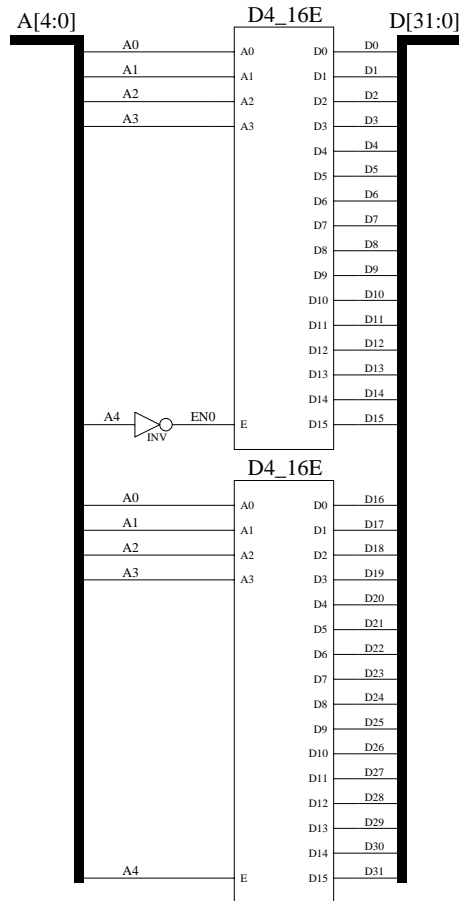 A[4:0] D4_16E D[31:0]
A0 A0 D0 D0
A1 A1 D1 D1
A2 A2 D2 D2
A3 A3 D3 D3
D4 D4
D5 D5
D6 D6
D7 D7
D8 D8
D9 D9
D10 D10
D11 D11
D12 D12
D13 D13
D14 D14
A4 INV EN0 E D15 D15
D4_16E
A0 A0 D0 D16
A1 A1 D1 D17
A2 A2 D2 D18
A3 A3 D3 D19
D4 D20
D5 D21
D6 D22
D7 D23
D8 D24
D9 D25
D10 D26
D11 D27
D12 D28
D13 D29
D14 D30
A4 E D15 D31